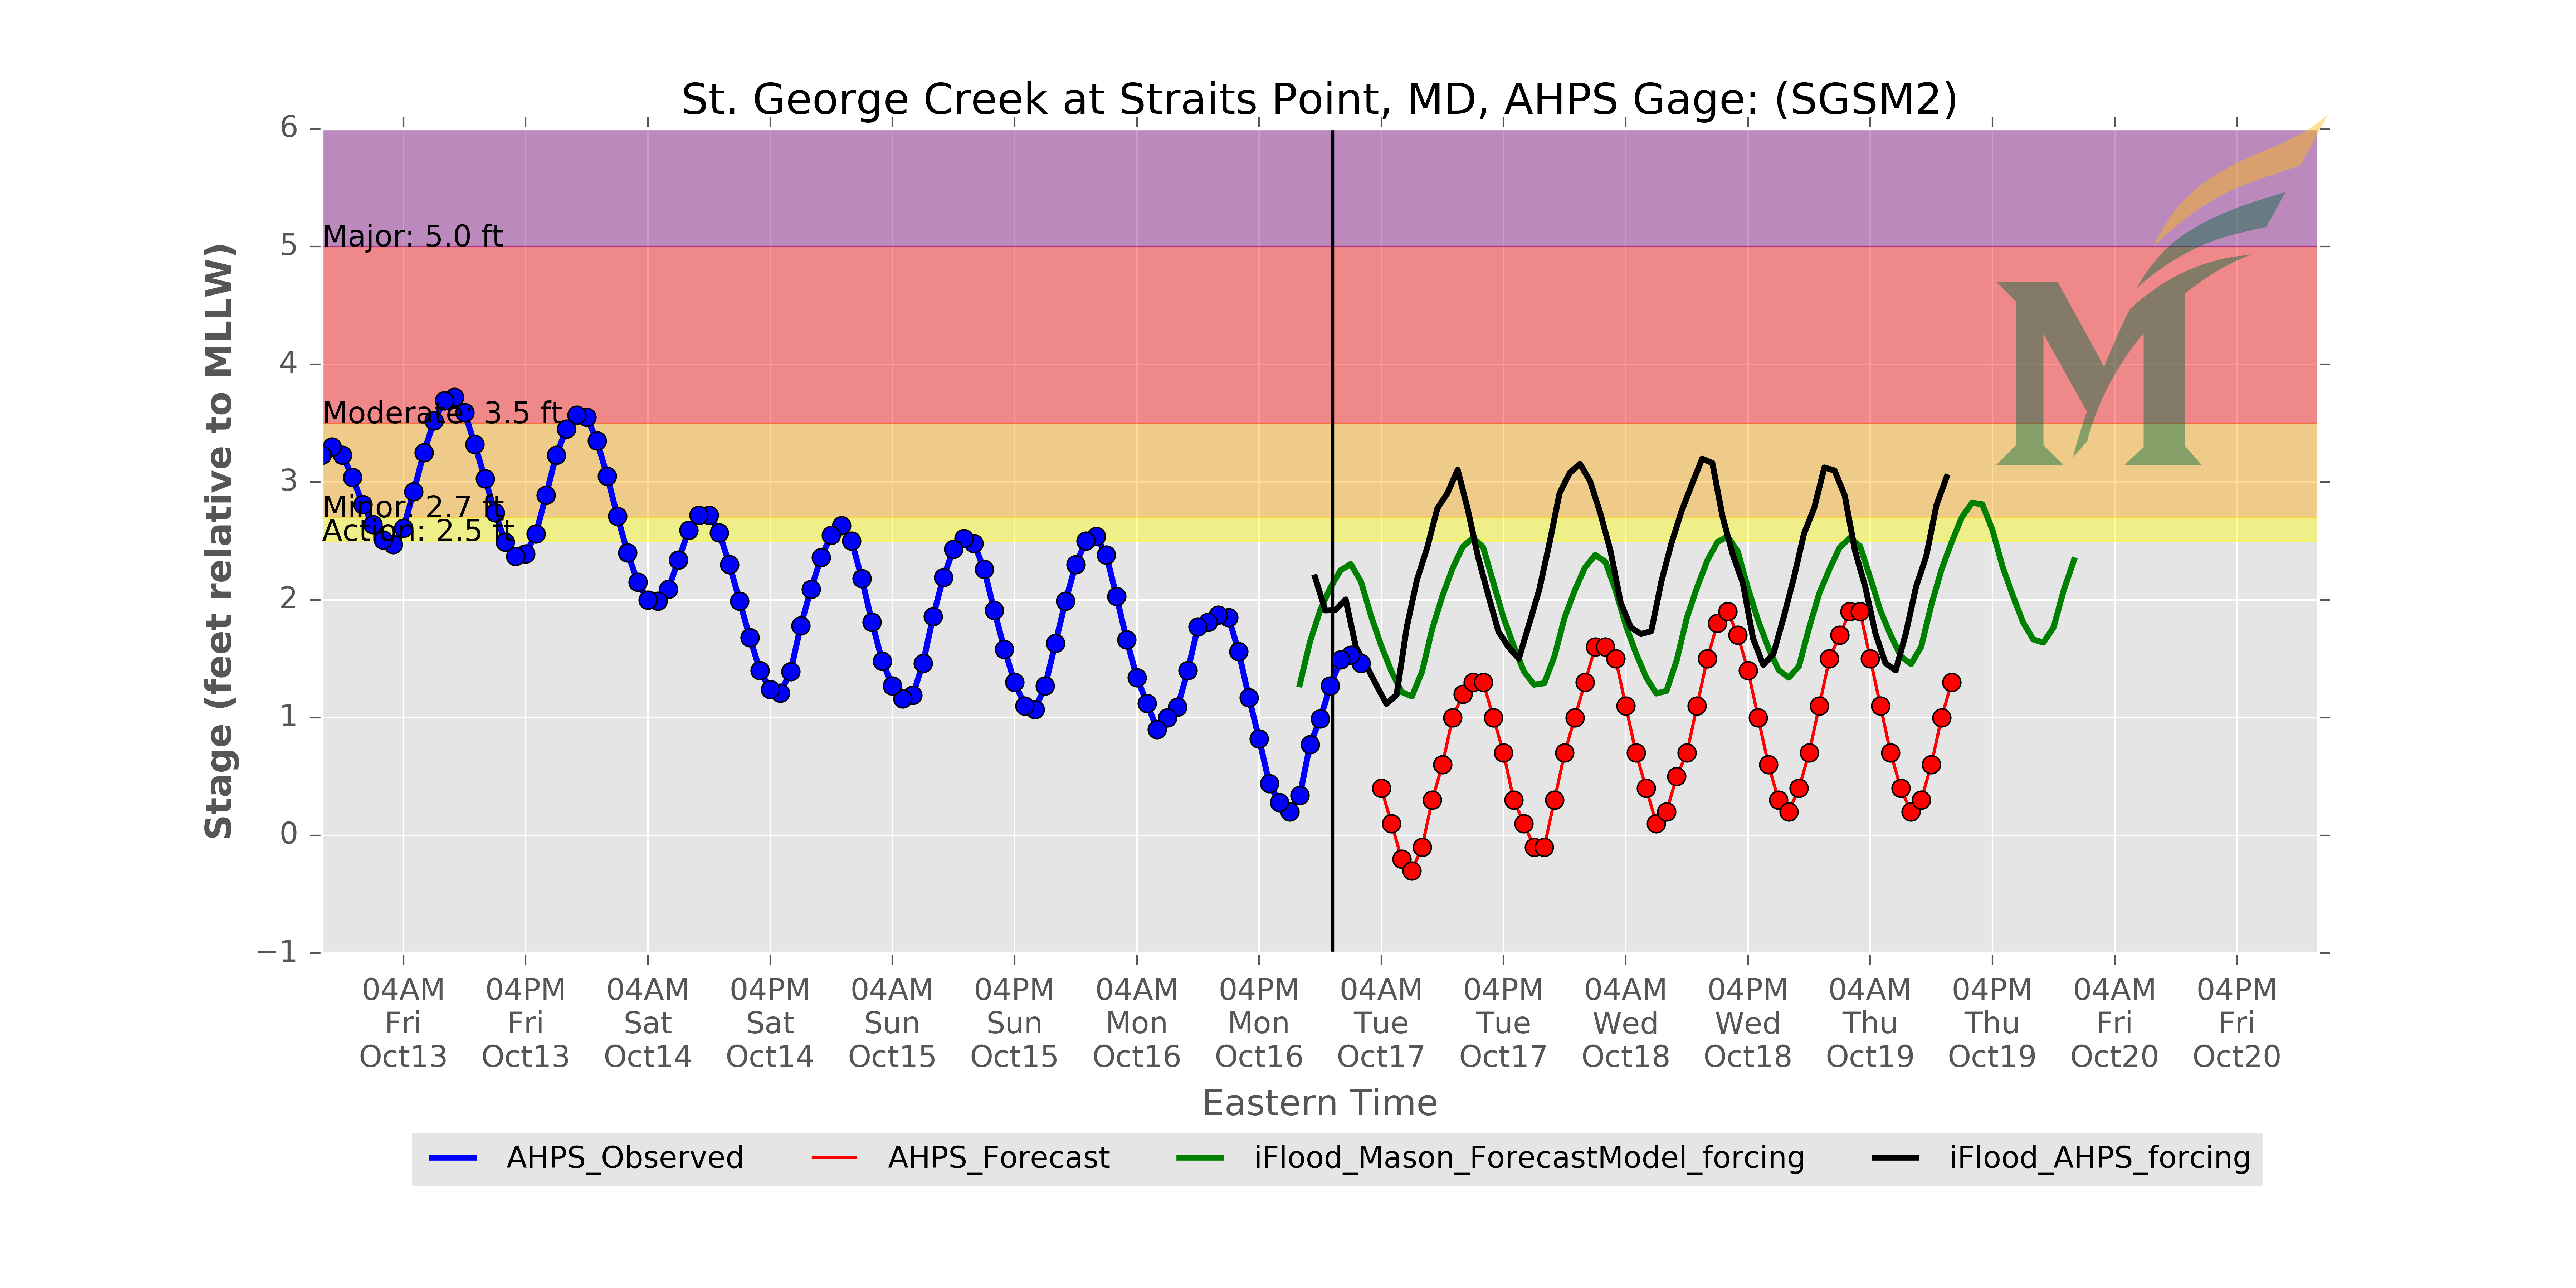 St. George Creek at Straits Point, MD, AHPS Gage: (SGSM2)
Stage (feet relative to MLLW)
6
5
4
3
2
1
0
−1
Major: 5.0 ft
Moderate: 3.5 ft
Minor: 2.7 ft
Action: 2.5 ft
04AM 04PM 04AM 04PM 04AM 04PM 04AM 04PM 04AM 04PM 04AM 04PM 04AM 04PM 04AM 04PM
Fri Fri Sat Sat Sun Sun Mon Mon Tue Tue Wed Wed Thu Thu Fri Fri
Oct13 Oct13 Oct14 Oct14 Oct15 Oct15 Oct16 Oct16 Oct17 Oct17 Oct18 Oct18 Oct19 Oct19 Oct20 Oct20
Eastern Time
AHPS_Observed AHPS_Forecast iFlood_Mason_ForecastModel_forcing iFlood_AHPS_forcing
M